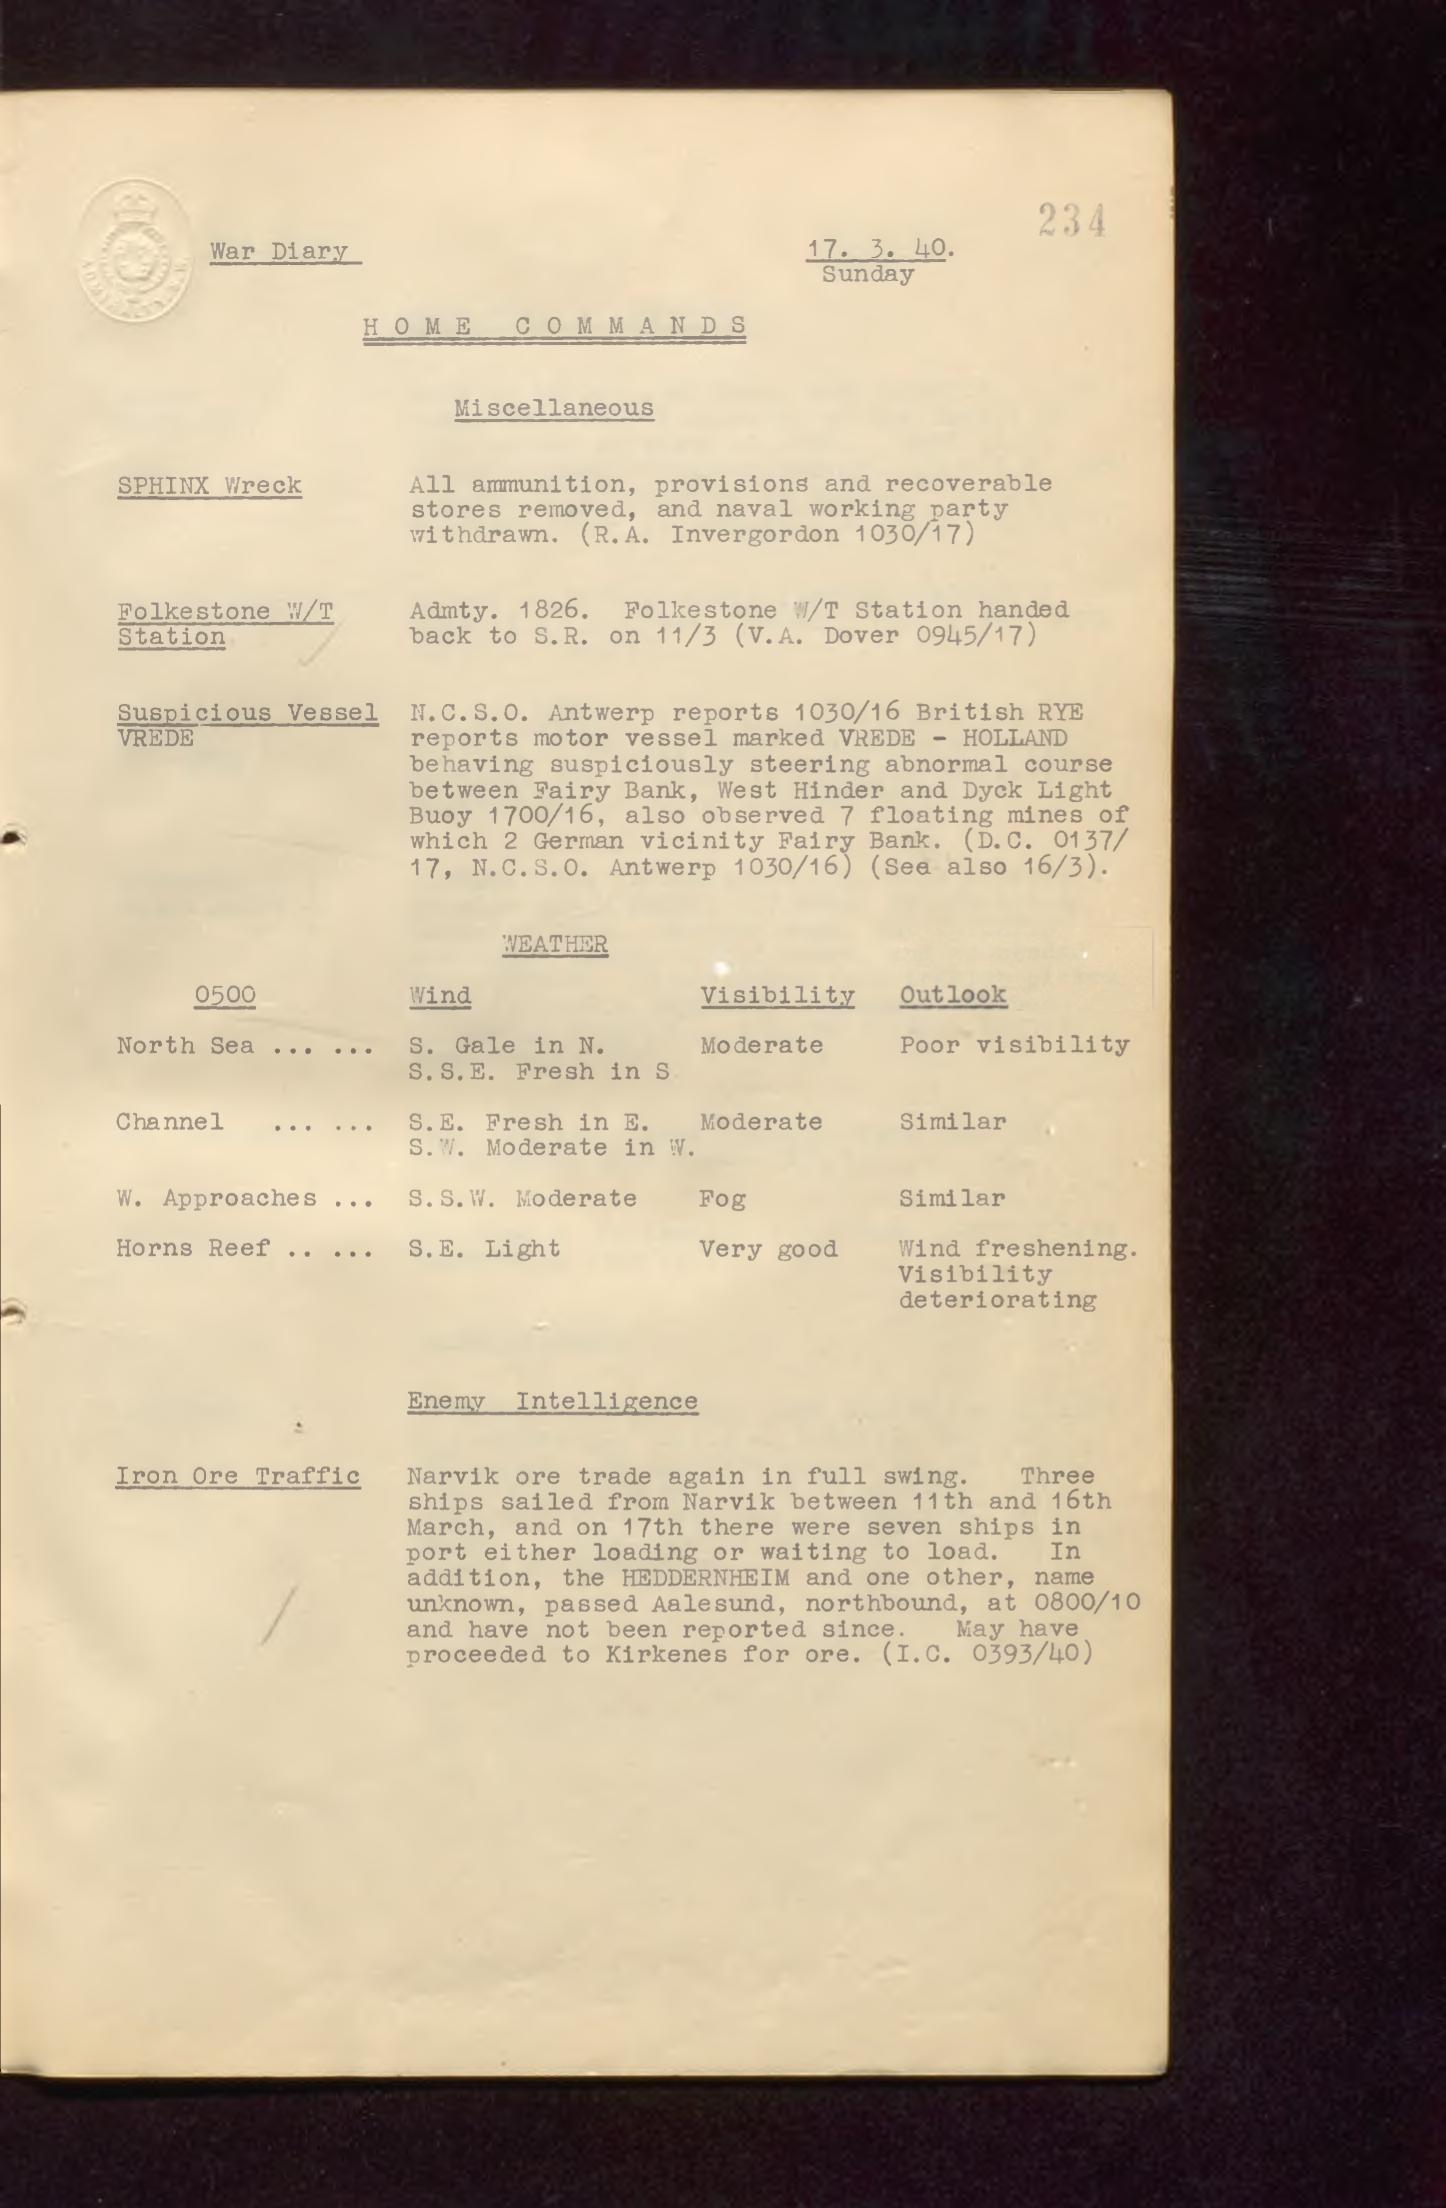 234
War Diary 17. 3. 40.
Sunday
HOME COMMANDS
Miscellaneous
SPHINX Wreck All ammunition, provisions and recoverable
stores removed, and naval working party
withdrawn. (R.A. Invergordon 1030/17)
Folkestone W/T Admty. 1826. Folkestone W/T Station handed
Station back to S.R. on 11/3 (V.A. Dover 0945/17)
Suspicious Vessel N.C.S.O. Antwerp reports 1030/16 British RYE
VREDE reports motor vessel marked VREDE - HOLLAND
behaving suspiciously steering abnormal course
between Fairy Bank, West Hinder and Dyck Light
Buoy 1700/16, also observed 7 floating mines of
which 2 German vicinity Fairy Bank. (D.C. 0137/
17, N.C.S.O. Antwerp 1030/16) (See also 16/3).
WEATHER
0500 Wind Visibility Outlook
North Sea ... ... S. Gale in N. Moderate Poor visibility
S.S.E. Fresh in S
Channel ... ... S.E. Fresh in E. Moderate Similar
S.W. Moderate in W.
W. Approaches ... S.S.W. Moderate Fog Similar
Horns Reef .. ... S.E. Light Very good Wind freshening.
Visibility
deteriorating
Enemy Intelligence
Iron Ore Traffic Narvik ore trade again in full swing. Three
ships sailed from Narvik between 11th and 16th
March, and on 17th there were seven ships in
port either loading or waiting to load. In
addition, the HEDDERNHEIM and one other, name
unknown, passed Aalesund, northbound, at 0800/10
and have not been reported since. May have
proceeded to Kirkenes for ore. (I.C. 0393/40)